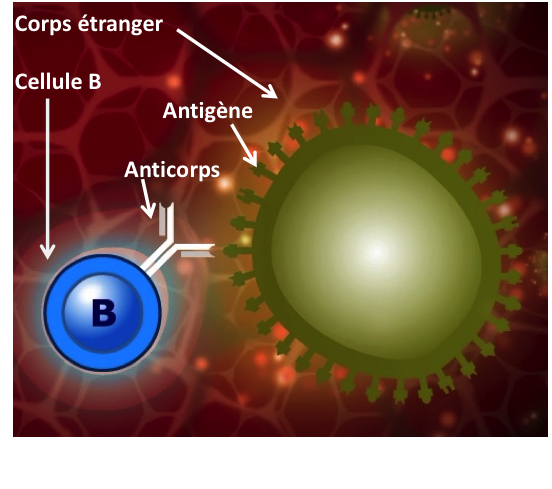 Corps étranger
Cellule B
Antigène
Anticorps
B